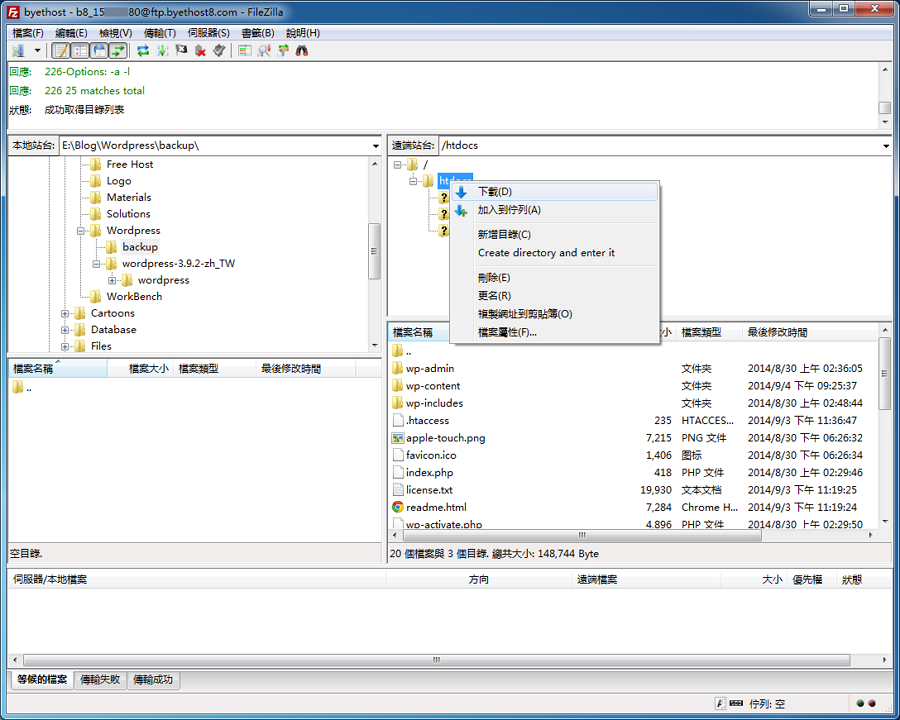 byethost - b8_15 80@ftp.byethost8.com - FileZilla
檔案(F) 編輯(E) 檢視(V) 傳輸(T) 伺服器(S) 書籤(B) 說明(H)
回應: 226-Options: -a -l
回應: 226 25 matches total
狀態: 成功取得目錄列表
本地站台: E:\Blog\Wordpress\backup\
Free Host
Logo
Materials
Solutions
Wordpress
backup
wordpress-3.9.2-zh_TW
wordpress
WorkBench
Cartoons
Database
Files
檔案名稱 檔案大小 檔案類型 最後修改時間
..
空目錄.
遠端站台: /htdocs
/
htdocs
?
?
?
下載(D)
加入到佇列(A)
新增目錄(C)
Create directory and enter it
刪除(E)
更名(R)
複製網址到剪貼簿(O)
檔案屬性(F)...
檔案名稱 小 檔案類型 最後修改時間
..
wp-admin 文件夹 2014/8/30 上午 02:36:05
wp-content 文件夹 2014/9/4 下午 09:25:37
wp-includes 文件夹 2014/8/30 上午 02:48:44
.htaccess 235 HTACCES... 2014/9/3 下午 11:36:47
apple-touch.png 7,215 PNG 文件 2014/8/30 上午 06:26:32
favicon.ico 1,406 图标 2014/8/30 上午 06:26:34
index.php 418 PHP 文件 2014/8/30 上午 02:29:46
license.txt 19,930 文本文档 2014/9/3 下午 11:19:25
readme.html 7,284 Chrome H... 2014/9/3 下午 11:19:24
wp-activate.php 4,896 PHP 文件 2014/8/30 上午 02:29:50
20 個檔案與 3 個目錄. 總共大小: 148,744 Byte
伺服器/本地檔案 方向 遠端檔案 大小 優先權 狀態
等候的檔案 傳輸失敗 傳輸成功
佇列: 空